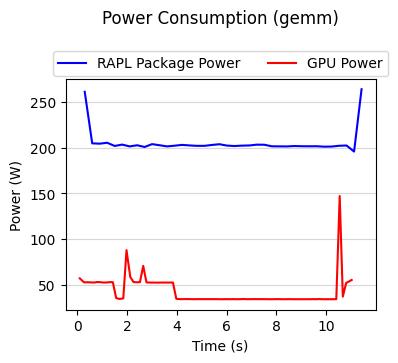 Power Consumption (gemm)
RAPL Package Power GPU Power
250
200
150
100
50
Power (W)
0 2 4 6 8 10
Time (s)